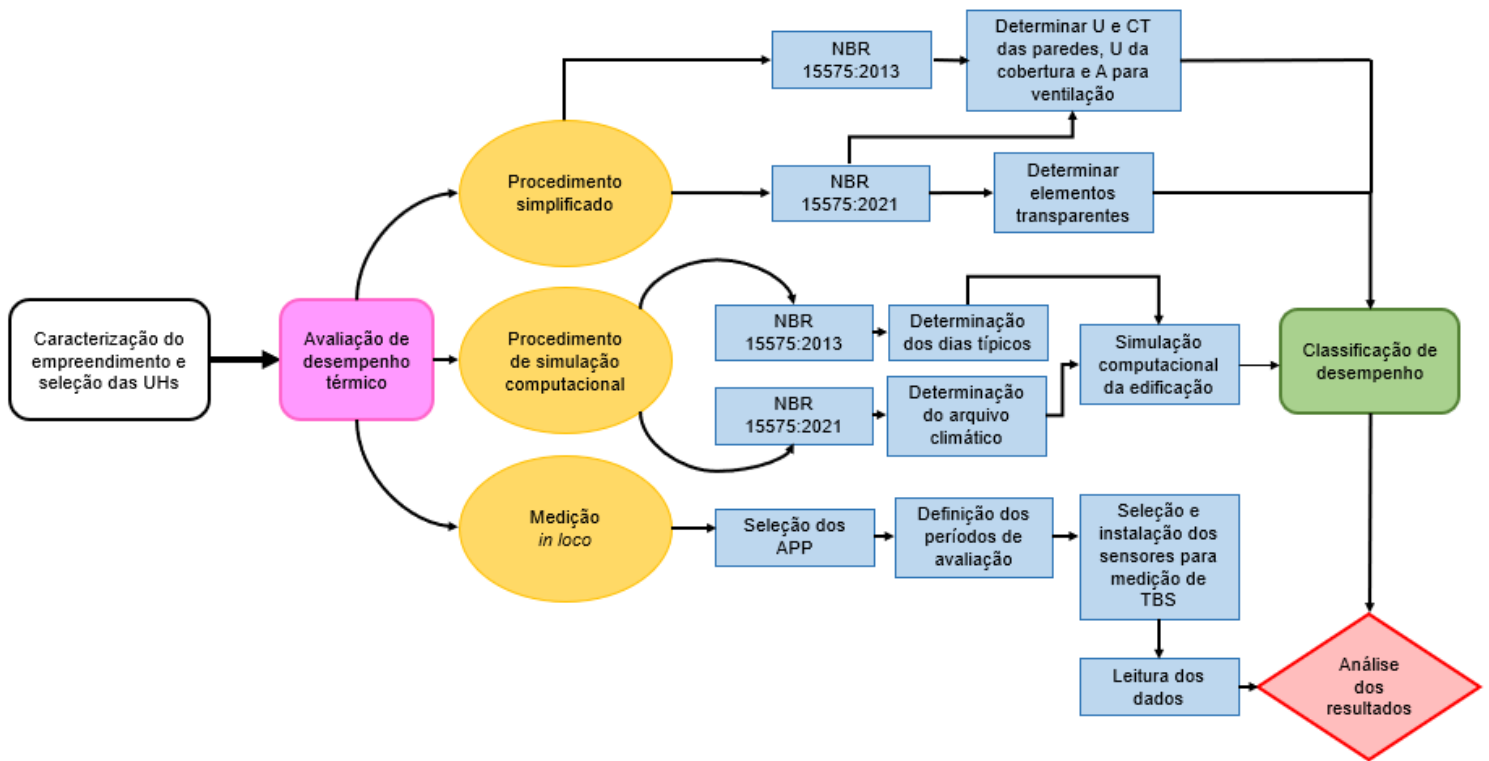 Caracterização do
empreendimento e
seleção das UHs
Avaliação de
desempenho
térmico
Procedimento
simplificado
NBR
15575:2013
Determinar U e CT
das paredes, U da
cobertura e A para
ventilação
NBR
15575:2021
Determinar
elementos
transparentes
Procedimento
de simulação
computacional
NBR
15575:2013
Determinação
dos dias típicos
NBR
15575:2021
Determinação
do arquivo
climático
Simulação
computacional
da edificação
Classificação de
desempenho
Medição
in loco
Seleção dos
APP
Definição dos
períodos de
avaliação
Seleção e
instalação dos
sensores para
medição de
TBS
Leitura dos
dados
Análise
dos
resultados